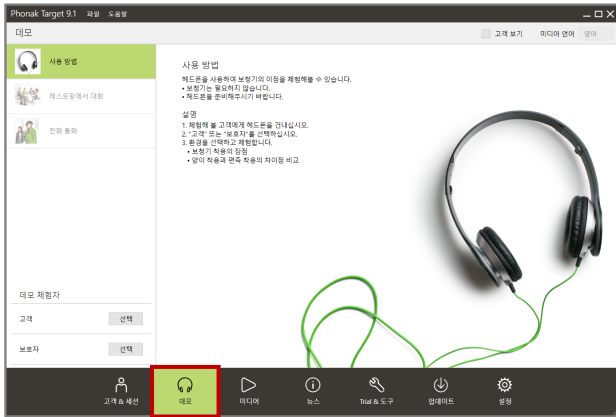 Phonak Target 9.1 파일 도움말
데모
고객 보기 미디어 언어 영어
사용 방법
레스토랑에서 대화
전화 통화
사용 방법
헤드폰을 사용하여 보청기의 이점을 체험해볼 수 있습니다.
• 보청기는 필요하지 않습니다.
• 헤드폰을 준비해주시기 바랍니다.
설명
1. 체험해 볼 고객에게 헤드폰을 건네십시오.
2. "고객" 또는 "보호자"를 선택하십시오.
3. 환경을 선택하고 체험합니다.
• 보청기 착용의 장점
• 양이 착용과 편측 착용의 차이점 비교
데모 체험자
고객 선택
보호자 선택
고객 & 세션 데모 미디어 뉴스 Trial & 도구 업데이트 설정